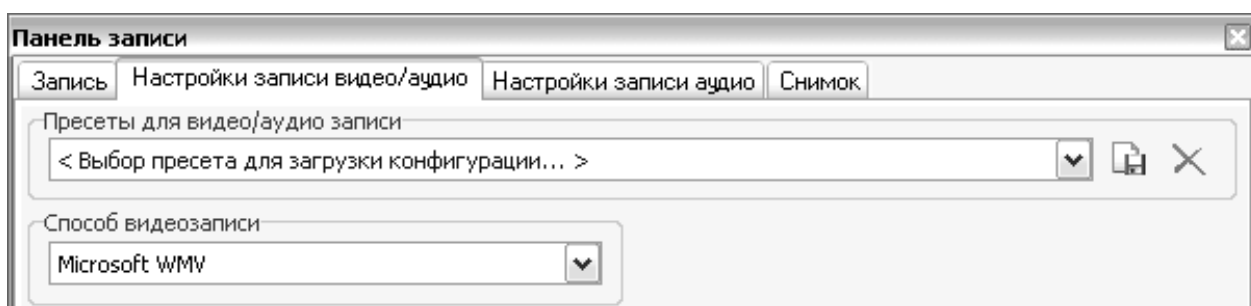 Панель записи
Запись Настройки записи видео/аудио Настройки записи аудио Снимок
Пресеты для видео/аудио записи
< Выбор пресета для загрузки конфигурации... >
Способ видеозаписи
Microsoft WMV